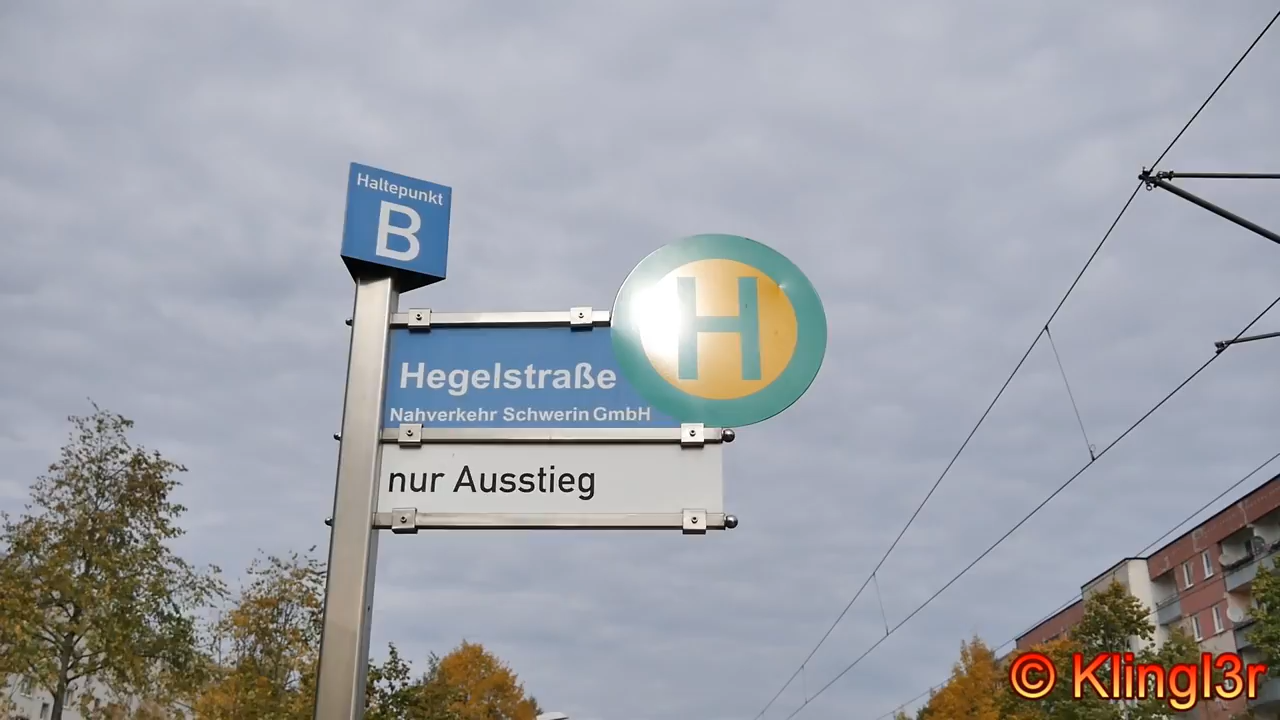 Haltepunkt
B
H
Hegelstraße
Nahverkehr Schwerin GmbH
nur Ausstieg
© Klingl3r